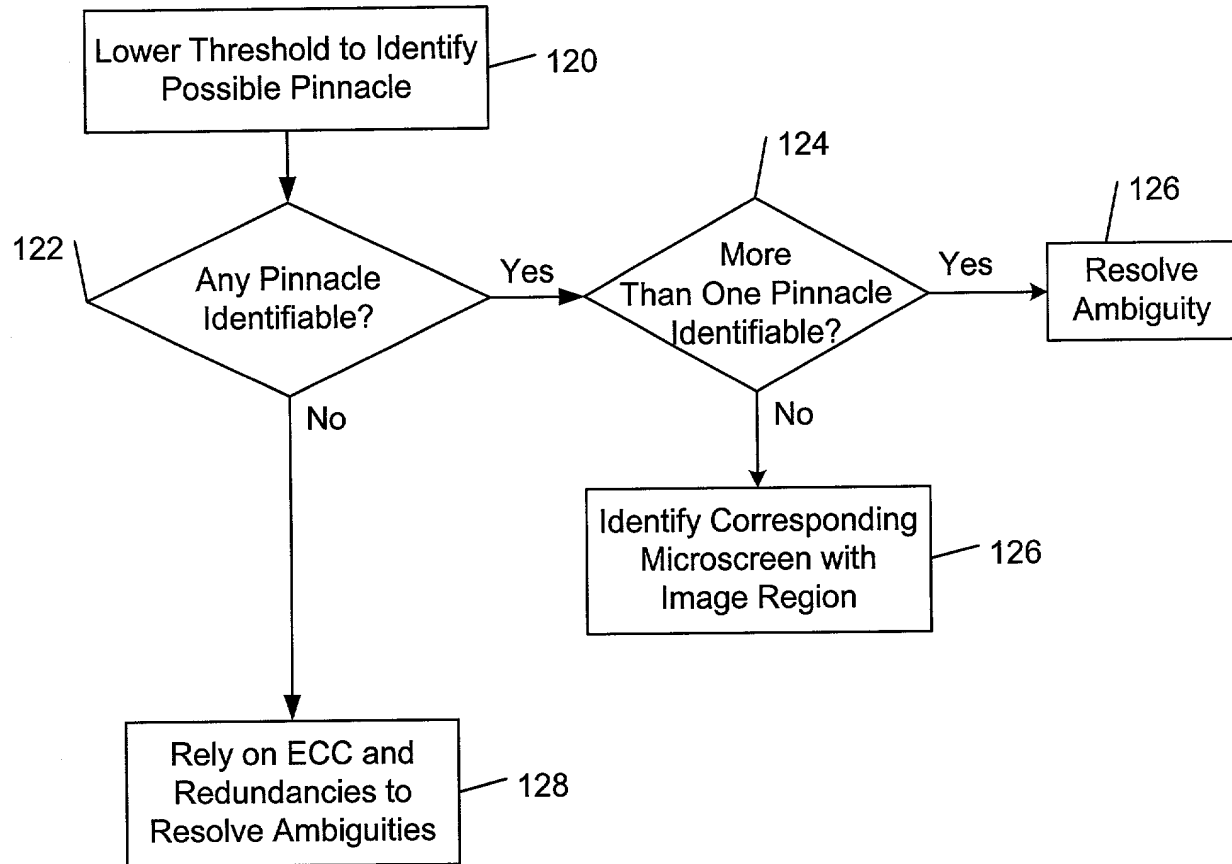 Lower Threshold to Identify
Possible Pinnacle
120
124
126
122
Any Pinnacle
Identifiable?
Yes
More
Than One Pinnacle
Identifiable?
Yes
Resolve
Ambiguity
No
No
Identify Corresponding
Microscreen with
Image Region
126
Rely on ECC and
Redundancies to
Resolve Ambiguities
128